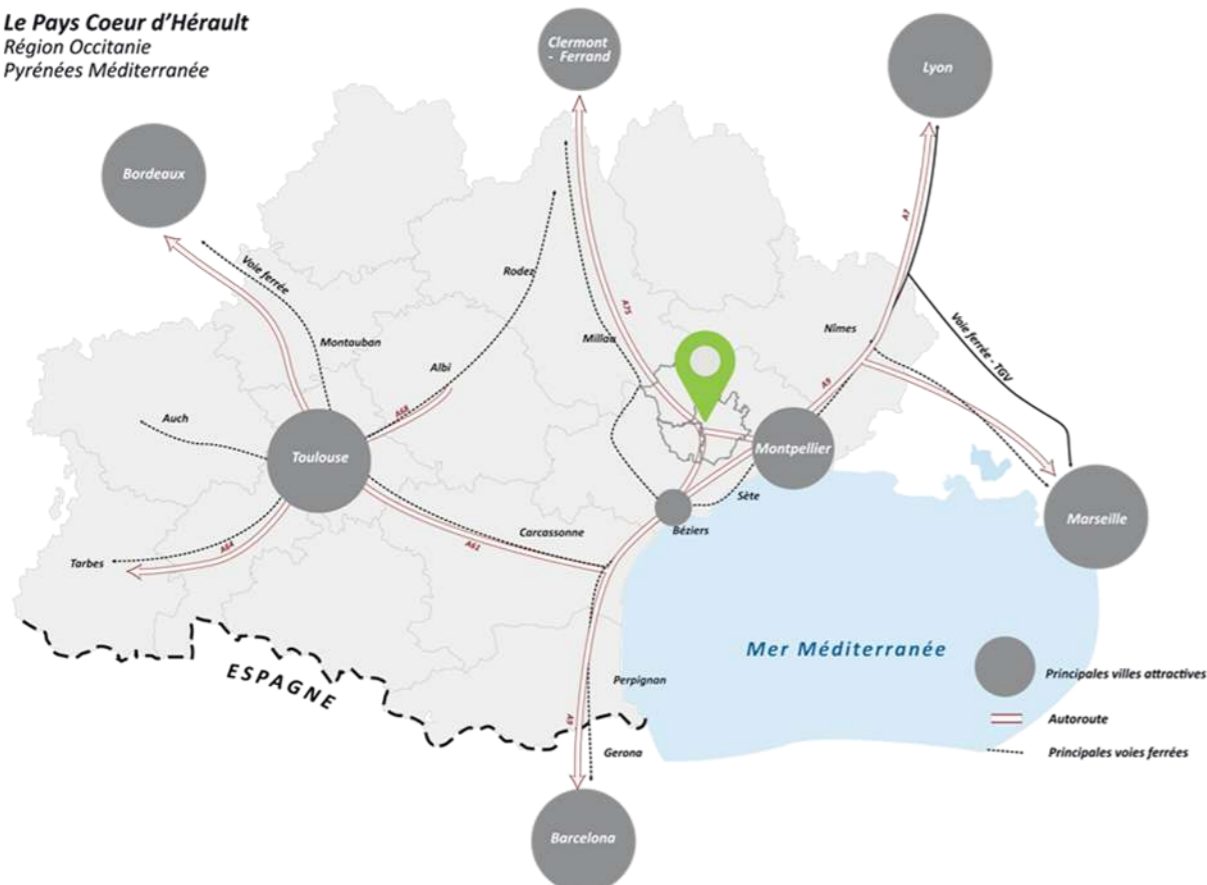 Le Pays Coeur d'Hérault
Région Occitanie
Pyrénées Méditerranée
Clermont
- Ferrand
Lyon
Bordeaux
A7
Voie ferrée
Rodez
A75
Nîmes
Millau
Voie ferrée - TGV
Montauban
Albi
A9
A68
Auch
Toulouse
Montpellier
Sète
Carcassonne
Béziers
Marseille
A64
A61
Tarbes
Mer Méditerranée
ESPAGNE
Principales villes attractives
Perpignan
A9
Autoroute
Gerona
Principales voies ferrées
Barcelona